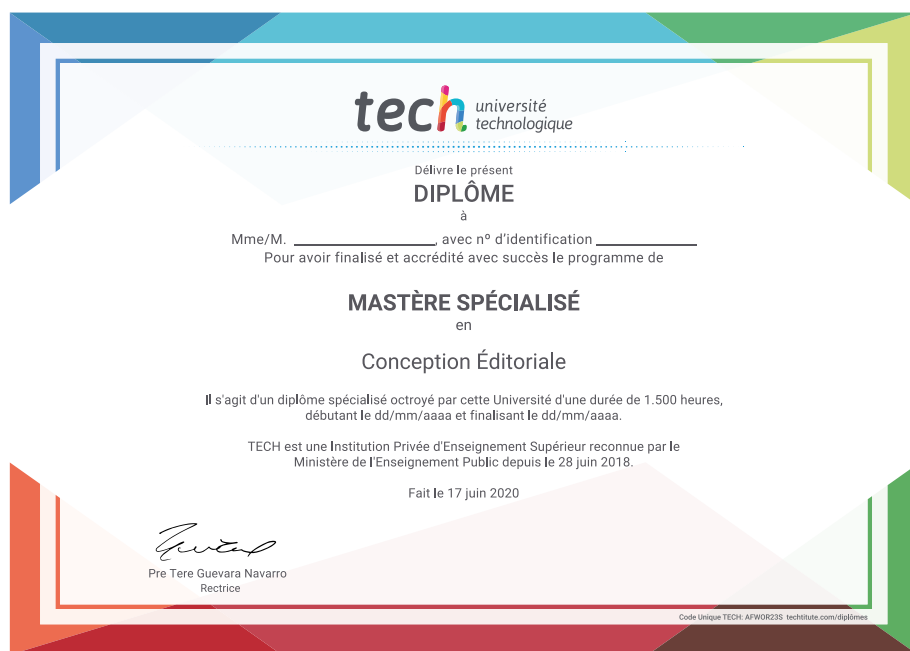 tech université
technologique
Délivre le présent
DIPLÔME
à
Mme/M. ________________, avec nº d'identification ____________
Pour avoir finalisé et accrédité avec succès le programme de
MASTÈRE SPÉCIALISÉ
en
Conception Éditoriale
Il s'agit d'un diplôme spécialisé octroyé par cette Université d'une durée de 1.500 heures,
débutant le dd/mm/aaaa et finalisant le dd/mm/aaaa.
TECH est une Institution Privée d'Enseignement Supérieur reconnue par le
Ministère de l'Enseignement Public depuis le 28 juin 2018.
Fait le 17 juin 2020
Pre Tere Guevara Navarro
Rectrice
Code Unique TECH: AFWOR23S techtitute.com/diplômes